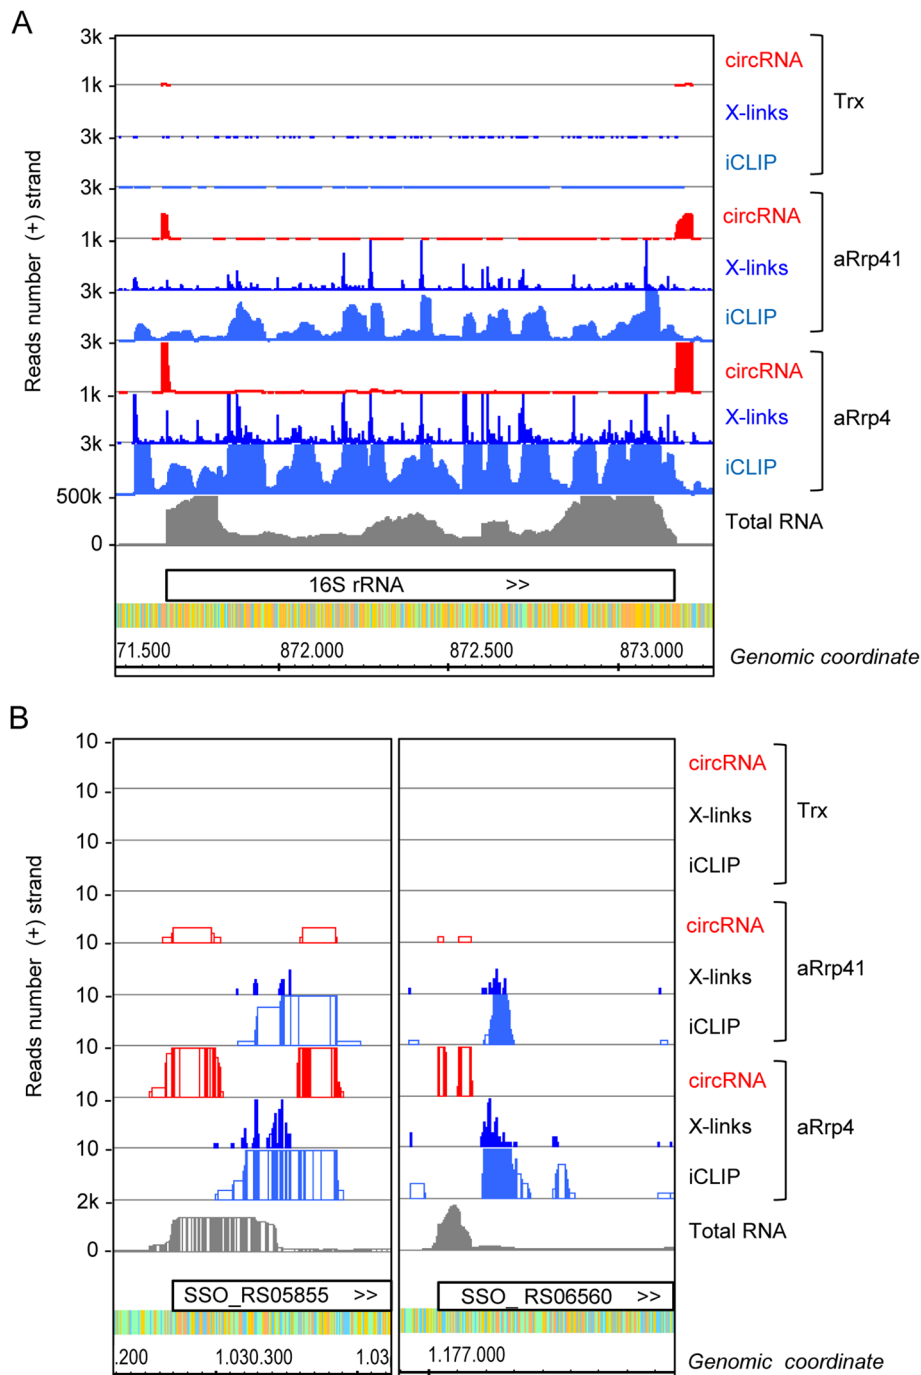 A
Reads number (+) strand
3k
circRNA
1k
X-links
Trx
3k
iCLIP
3k
circRNA
1k
X-links
aRrp41
3k
iCLIP
3k
circRNA
1k
X-links
aRrp4
3k
iCLIP
500k
Total RNA
0
16S rRNA >>
71.500 872.000 872.500 873.000
Genomic coordinate
B
Reads number (+) strand
10
circRNA
10
X-links
Trx
10
iCLIP
10
circRNA
10
X-links
aRrp41
10
iCLIP
10
circRNA
10
X-links
aRrp4
10
iCLIP
2k
Total RNA
0
SSO_RS05855 >>
SSO_RS06560 >>
.200 1.030.300 1.03
1.177.000
Genomic coordinate